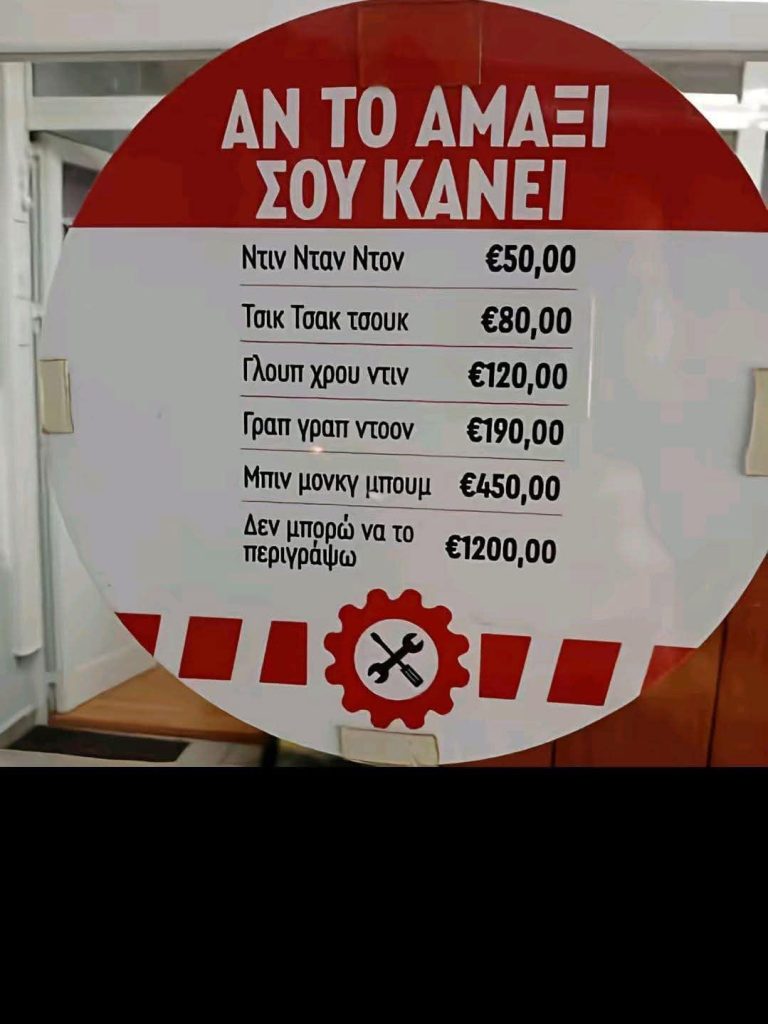 ΑΝ ΤΟ ΑΜΑΞΙ
ΣΟΥ ΚΑΝΕΙ
Ντιν Νταν Ντον €50,00
Τσικ Τσακ τσουκ €80,00
Γλουπ χρου ντιν €120,00
Γραπ γραπ ντοον €190,00
Μπιν μονκγ μπουμ €450,00
Δεν μπορώ να το
περιγράψω €1200,00